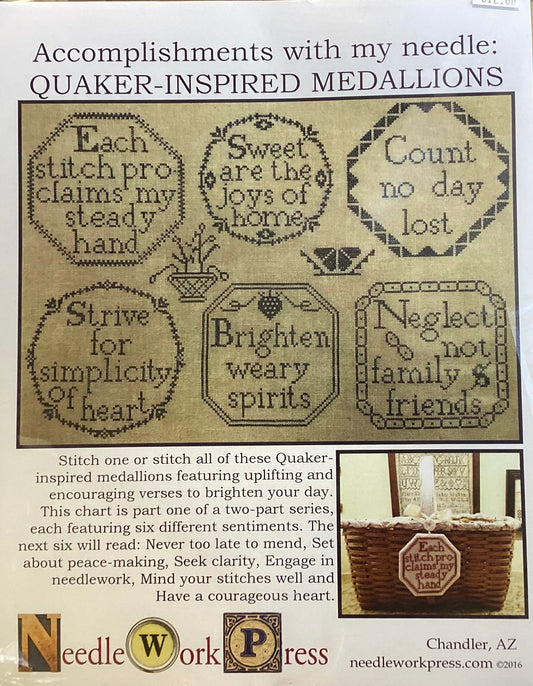 $12.00
Accomplishments with my needle:
QUAKER-INSPIRED MEDALLIONS
Each
stitch pro
claims my
steady
hand
Sweet
are the
joys of
home
Count
no day
lost
Strive
for
simplicity
of heart
Brighten
weary
spirits
Neglect
not
family &
friends
Stitch one or stitch all of these Quaker-
inspired medallions featuring uplifting and
encouraging verses to brighten your day.
This chart is part one of a two-part series,
each featuring six different sentiments. The
next six will read: Never too late to mend, Set
about peace-making, Seek clarity, Engage in
needlework, Mind your stitches well and
Have a courageous heart.
Each
stitch pro
claims my
steady
hand
NeedleWork Press
Chandler, AZ
needleworkpress.com ©2016